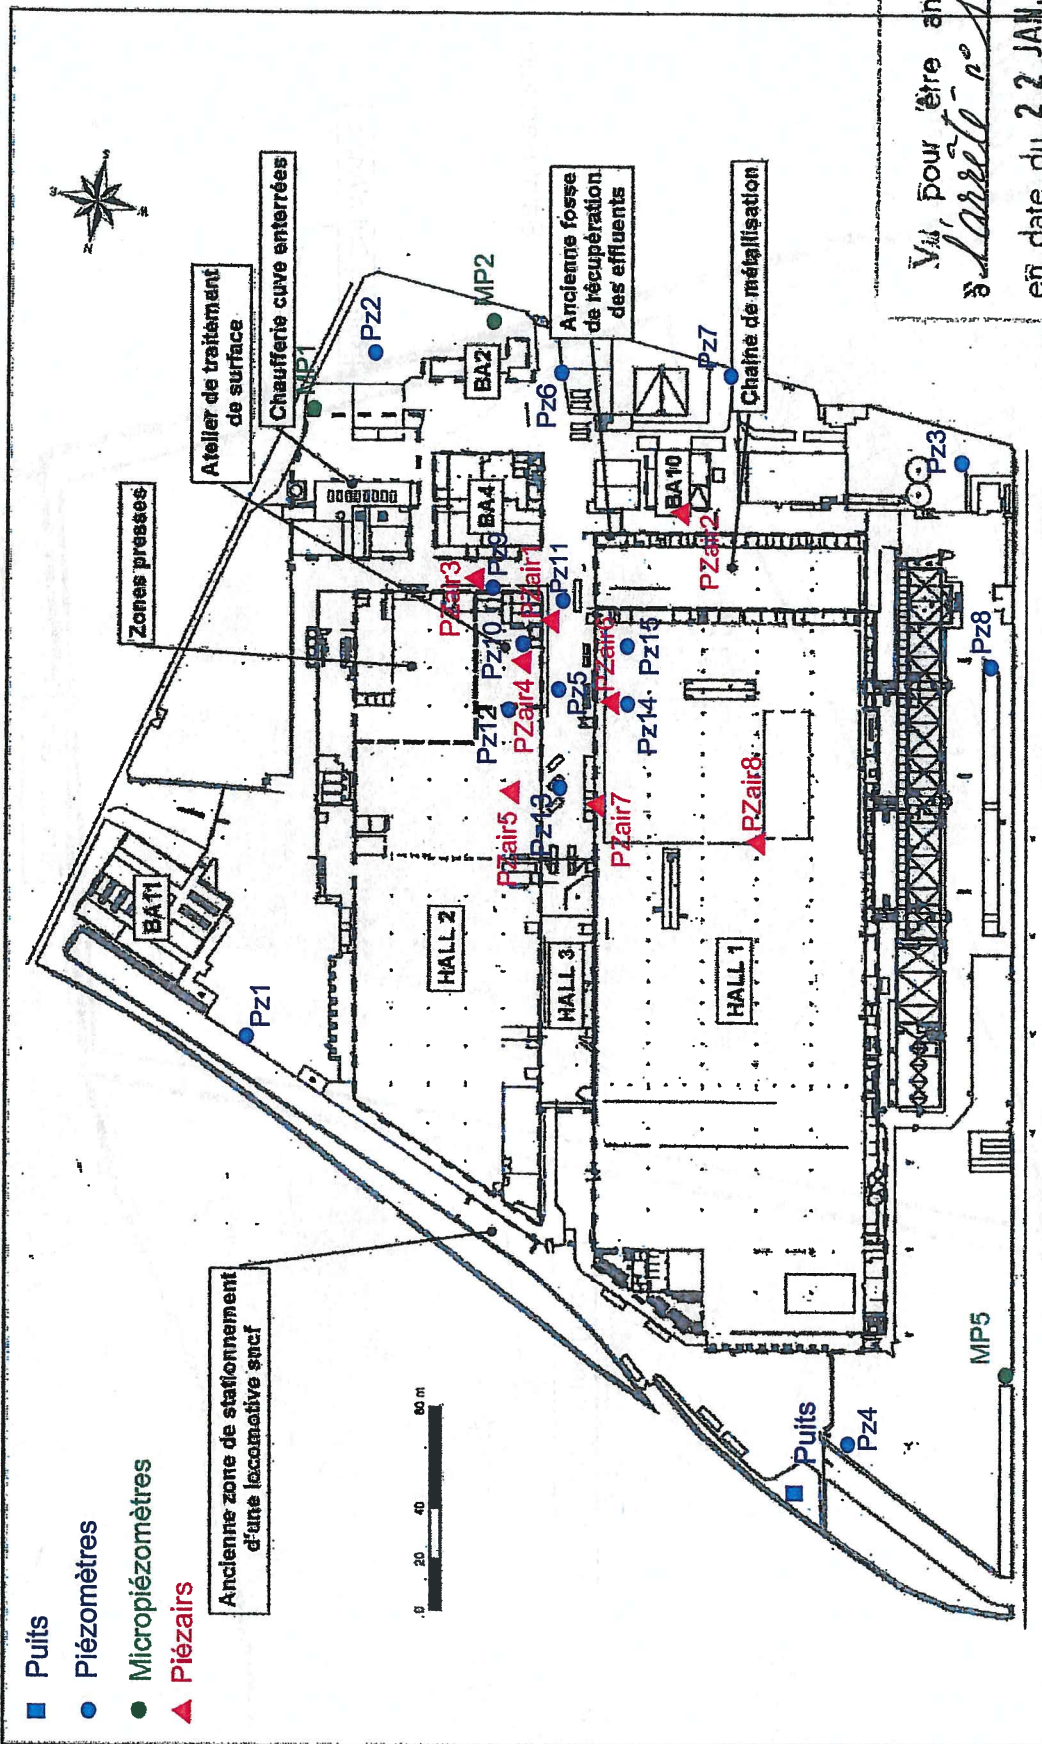 Puits
Piézomètres
Micropiézomètres
Piézairs
Ancienne zone de stationnement
d'une locomotive sncf
Zones presses
Atelier de traitement
de surface
Chaufferie cuve enterrées
Ancienne fosse
de récupération
des effluents
Chaîne de métallisation
0 20 40 80 m
BA11
Pz1
MP1
Pz2
MP2
BA2
BA4
Pz6
Pz7
BA10
Pz3
PZair3
Pz9
PZair1
Pz11
PZair2
Pz10
PZair4
Pz12
Pz5
PZair6
Pz15
Pz14
PZair5
Pz13
PZair7
PZair8
Pz8
HALL 2
HALL 3
HALL 1
Puits
Pz4
MP5
Vu, pour être an
à l'arrêté n°
en date du 22 JAN.